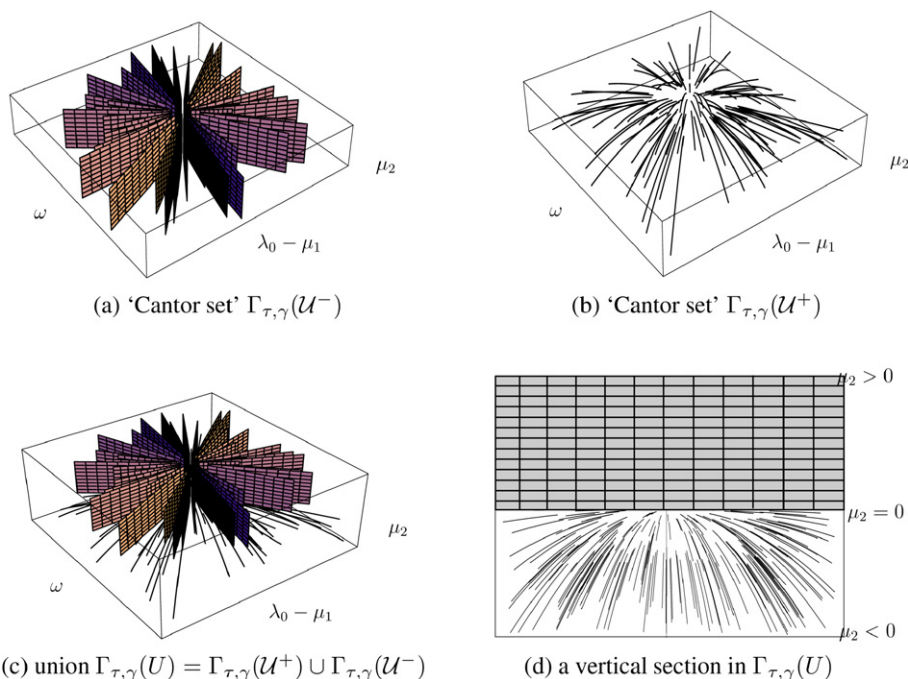 μ₂
ω
λ₀ − μ₁
(a) ‘Cantor set’ Γτ,γ(𝒰⁻)
μ₂
ω
λ₀ − μ₁
(b) ‘Cantor set’ Γτ,γ(𝒰⁺)
μ₂
ω
λ₀ − μ₁
(c) union Γτ,γ(U) = Γτ,γ(𝒰⁺) ∪ Γτ,γ(𝒰⁻)
μ₂ > 0
μ₂ = 0
μ₂ < 0
(d) a vertical section in Γτ,γ(U)